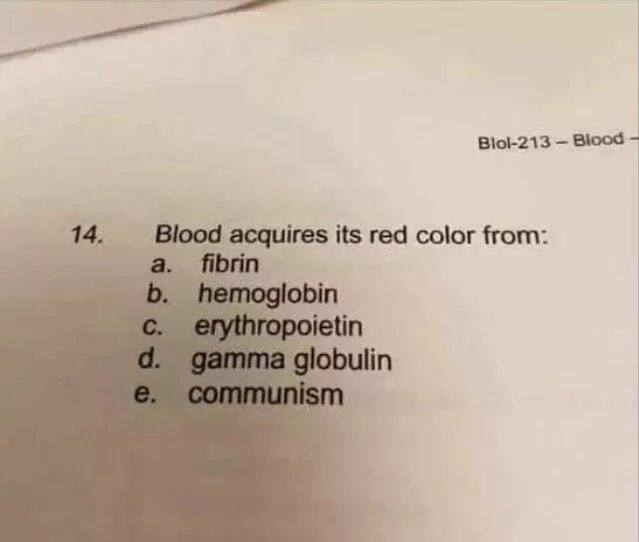 Biol-213 – Blood –
14. Blood acquires its red color from:
a. fibrin
b. hemoglobin
c. erythropoietin
d. gamma globulin
e. communism